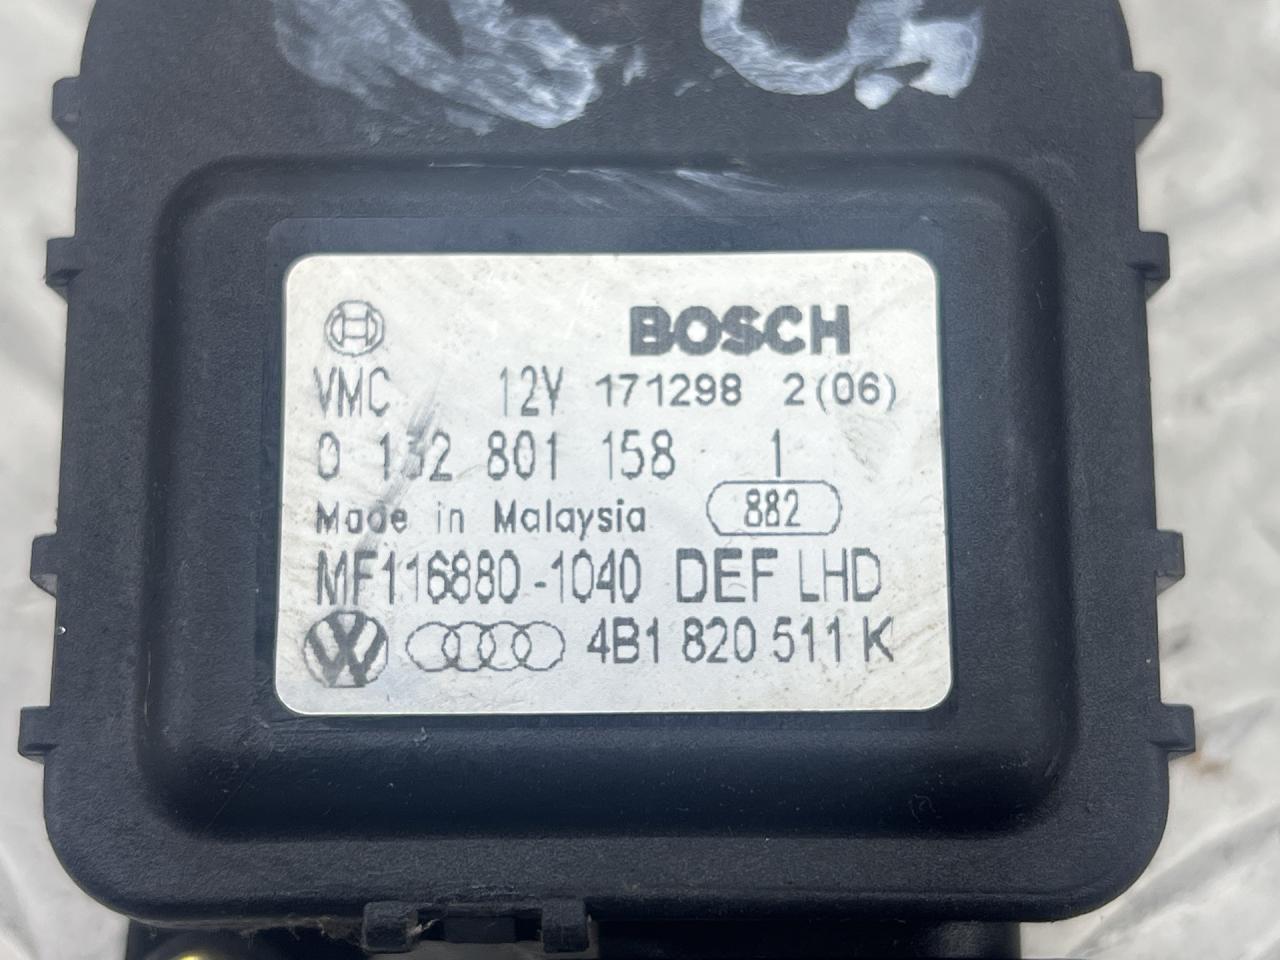 BOSCH
VMC 12V 171298 2(06)
0 132 801 158 1
Made in Malaysia 882
MF116880-1040 DEF LHD
4B1 820 511 K